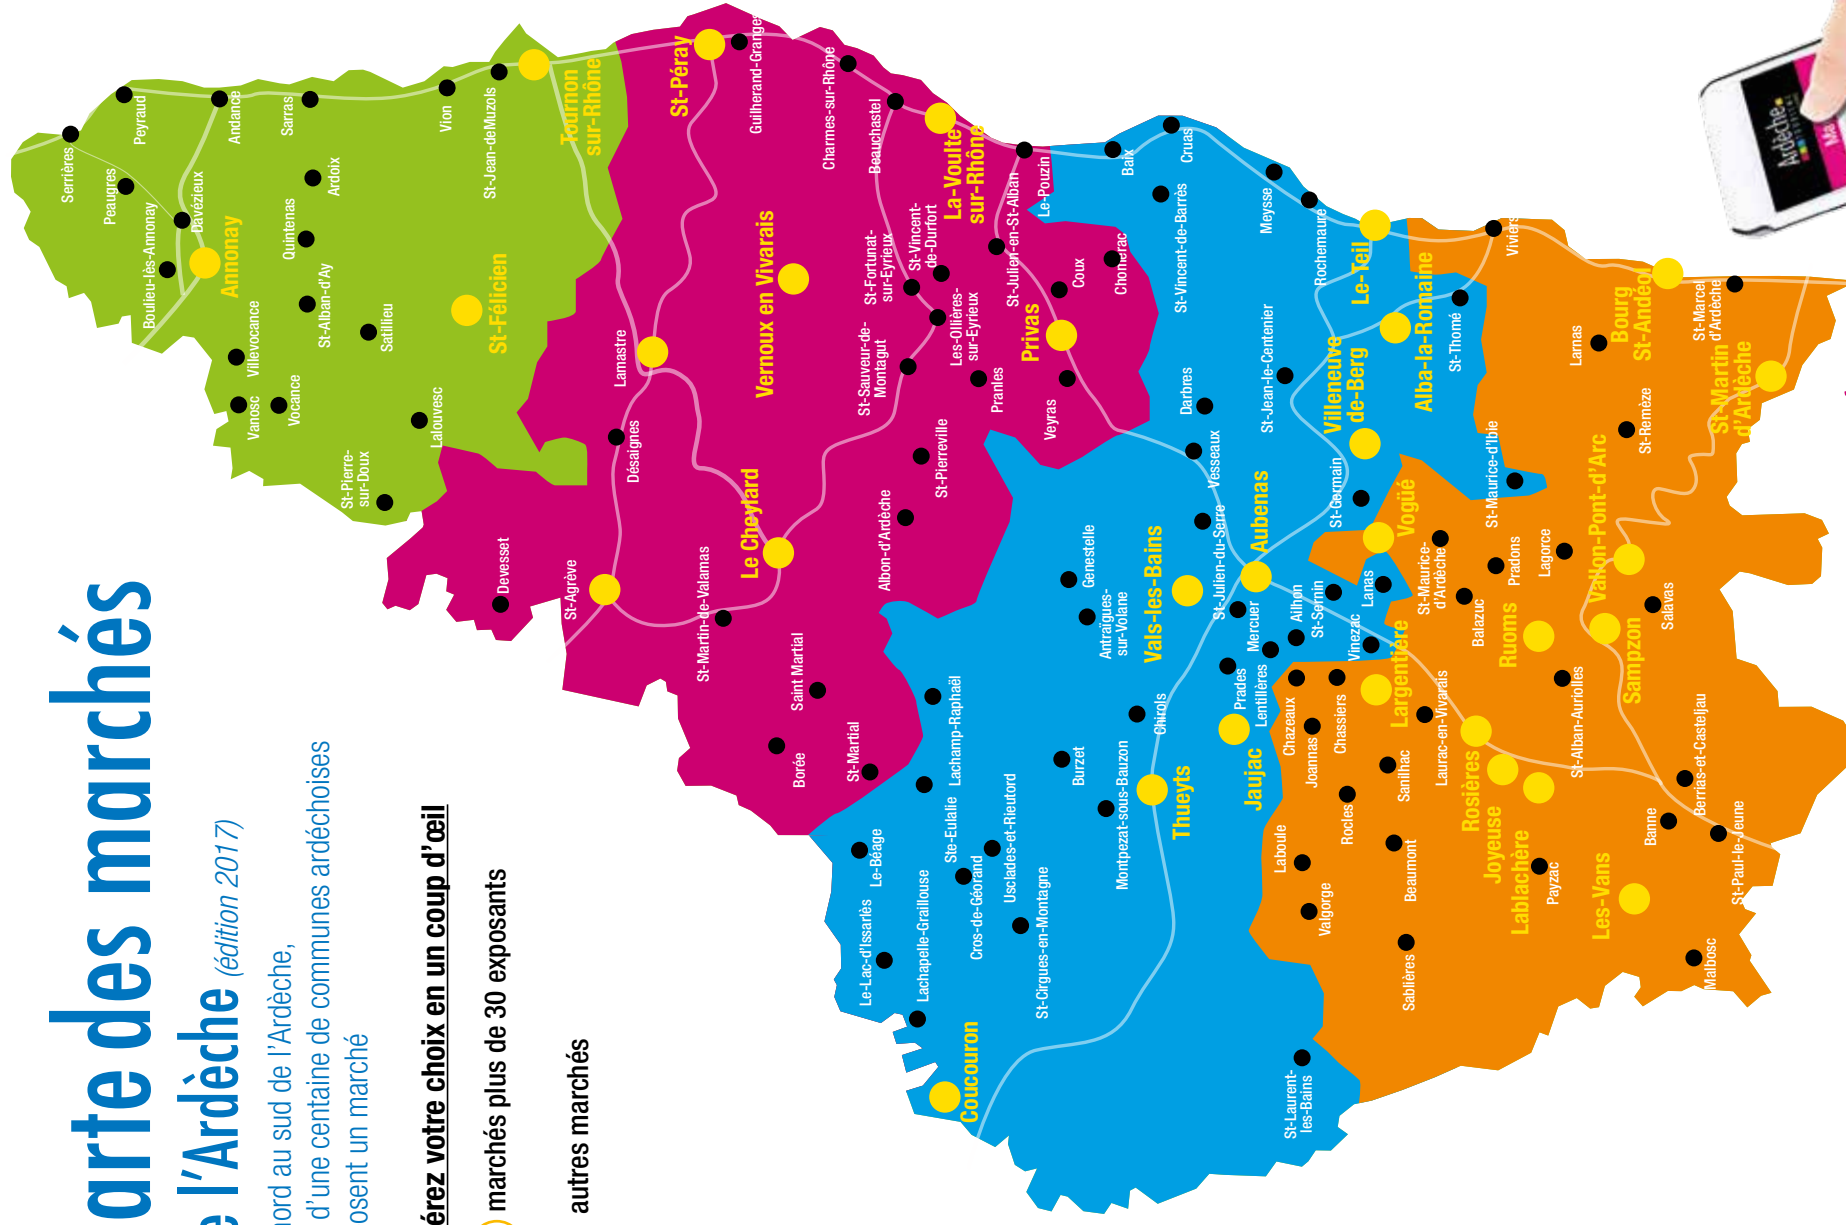 arte des marchés
e l'Ardèche (édition 2017)
nord au sud de l'Ardèche,
d'une centaine de communes ardéchoises
osent un marché
érez votre choix en un coup d'œil
marchés plus de 30 exposants
autres marchés
Serrières
Peyraud
Peaugres
Andance
Sarras
Davézieux
Boulieu-lès-Annonay
Annonay
Ardoix
Quintenas
St-Alban-d'Ay
Satillieu
Villevocance
Vanosc
Vocance
Lalouvesc
St-Pierre-
sur-Doux
Vion
St-Jean-deMuzols
Tournon
sur-Rhône
St-Félicien
St-Péray
Guilherand-Granges
Charmes-sur-Rhône
Beauchastel
La-Voulte-
sur-Rhône
Le-Pouzin
St-Julien-en-St-Alban
St-Vincent-
de-Durfort
St-Fortunat-
sur-Eyrieux
Les-Ollières-
sur-Eyrieux
St-Sauveur-de-
Montagut
Vernoux en Vivarais
Lamastre
Désaignes
Devesset
St-Agrève
Le Cheylard
St-Martin-de-Valamas
Saint Martial
Borée
St-Martial
Albon-d'Ardèche
St-Pierreville
Pranles
Privas
Veyras
Coux
Chomérac
Baix
Cruas
St-Vincent-de-Barrès
Meysse
Rochemaure
Le-Teil
Alba-la-Romaine
St-Thomé
Villeneuve
de-Berg
St-Jean-le-Centenier
Darbres
Vesseaux
St-Germain
St-Maurice-d'Ibie
Aubenas
St-Julien-du-Serre
Vals-les-Bains
Genestelle
Antraïgues-
sur-Volane
Mercuer
Ailhon
St-Sernin
Lanas
Vinezac
Prades
Lentillères
Jaujac
Chirols
Thueyts
Burzet
Montpezat-sous-Bauzon
Lachamp-Raphaël
Ste-Eulalie
Usclades-et-Rieutord
Cros-de-Géorand
St-Cirgues-en-Montagne
Le-Béage
Le-Lac-d'Issarlès
Lachapelle-Graillouse
Coucouron
St-Laurent-
les-Bains
Viviers
Bourg
St-Andéol
St-Marcel
d'Ardèche
St-Martin
d'Ardèche
Larnas
St-Remèze
Vallon-Pont-d'Arc
Vogüé
St-Maurice-
d'Ardèche
Pradons
Lagorce
Balazuc
Ruoms
Salavas
Sampzon
St-Alban-Auriolles
Largentière
Chazeaux
Joannas
Chassiers
Rocles
Sanilhac
Laurac-en-Vivarais
Rosières
Joyeuse
Lablachère
Payzac
Laboule
Valgorge
Beaumont
Sablières
Les-Vans
Banne
Berrias-et-Casteljau
St-Paul-le-Jeune
Malbosc
Ardèche
Ma